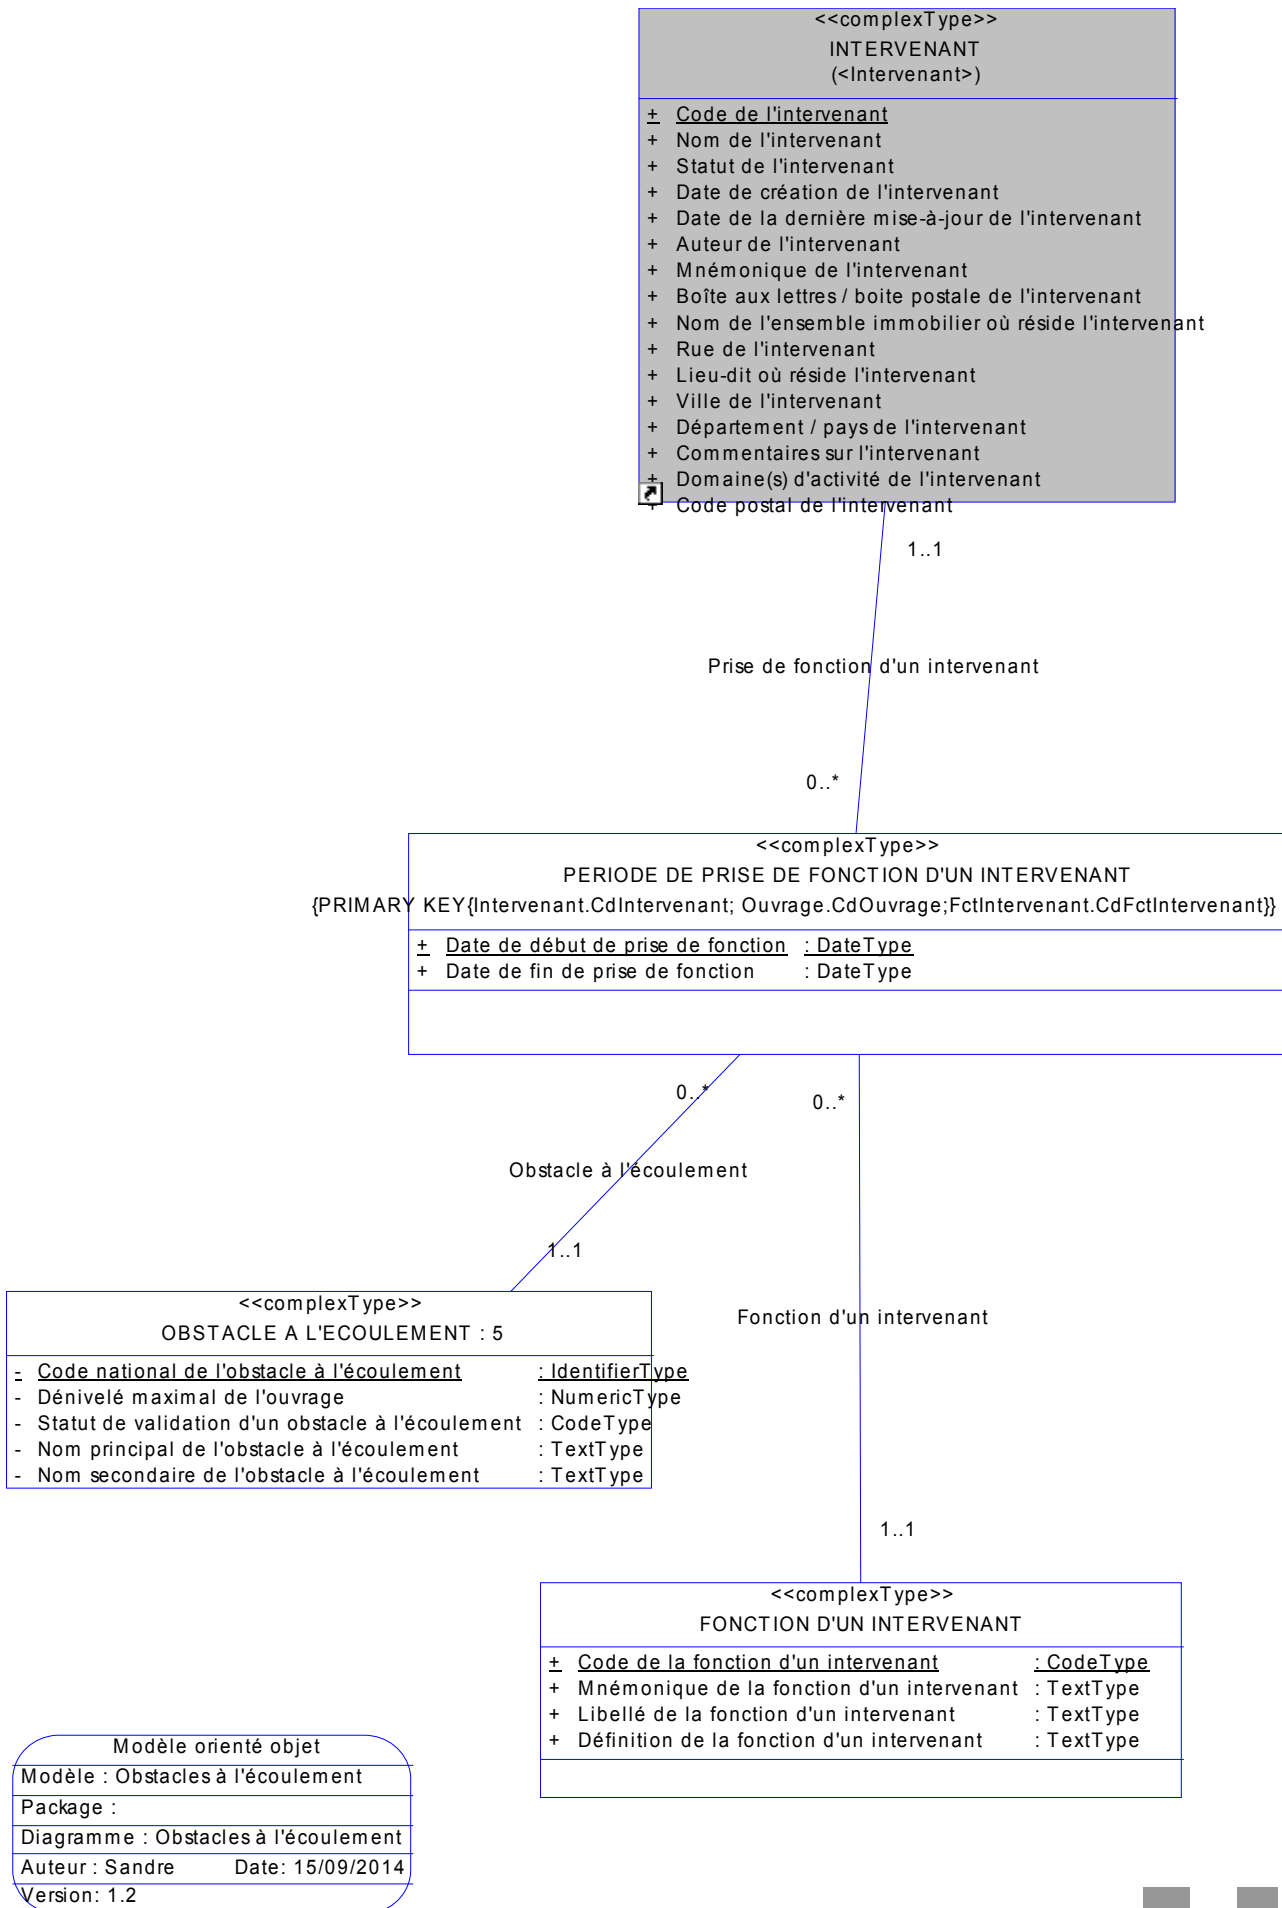 <<complexType>>
INTERVENANT
(<Intervenant>)
+ Code de l'intervenant
+ Nom de l'intervenant
+ Statut de l'intervenant
+ Date de création de l'intervenant
+ Date de la dernière mise-à-jour de l'intervenant
+ Auteur de l'intervenant
+ Mnémonique de l'intervenant
+ Boîte aux lettres / boite postale de l'intervenant
+ Nom de l'ensemble immobilier où réside l'intervenant
+ Rue de l'intervenant
+ Lieu-dit où réside l'intervenant
+ Ville de l'intervenant
+ Département / pays de l'intervenant
+ Commentaires sur l'intervenant
+ Domaine(s) d'activité de l'intervenant
+ Code postal de l'intervenant
1..1
Prise de fonction d'un intervenant
0..*
<<complexType>>
PERIODE DE PRISE DE FONCTION D'UN INTERVENANT
{PRIMARY KEY{Intervenant.CdIntervenant; Ouvrage.CdOuvrage;FctIntervenant.CdFctIntervenant}}
+ Date de début de prise de fonction : DateType
+ Date de fin de prise de fonction : DateType
0..*
0..*
Obstacle à l'écoulement
1..1
<<complexType>>
OBSTACLE A L'ECOULEMENT : 5
- Code national de l'obstacle à l'écoulement : IdentifierType
- Dénivelé maximal de l'ouvrage : NumericType
- Statut de validation d'un obstacle à l'écoulement : CodeType
- Nom principal de l'obstacle à l'écoulement : TextType
- Nom secondaire de l'obstacle à l'écoulement : TextType
Fonction d'un intervenant
1..1
<<complexType>>
FONCTION D'UN INTERVENANT
+ Code de la fonction d'un intervenant : CodeType
+ Mnémonique de la fonction d'un intervenant : TextType
+ Libellé de la fonction d'un intervenant : TextType
+ Définition de la fonction d'un intervenant : TextType
Modèle orienté objet
Modèle : Obstacles à l'écoulement
Package :
Diagramme : Obstacles à l'écoulement
Auteur : Sandre Date: 15/09/2014
Version: 1.2